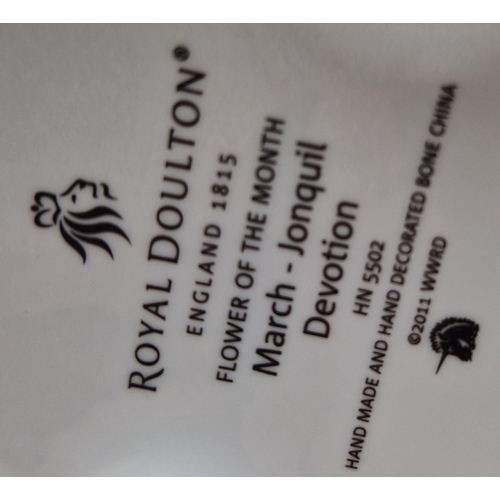 ROYAL DOULTON®
ENGLAND 1815
FLOWER OF THE MONTH
March - Jonquil
Devotion
HN 5502
HAND MADE AND HAND DECORATED BONE CHINA
©2011 WWRD